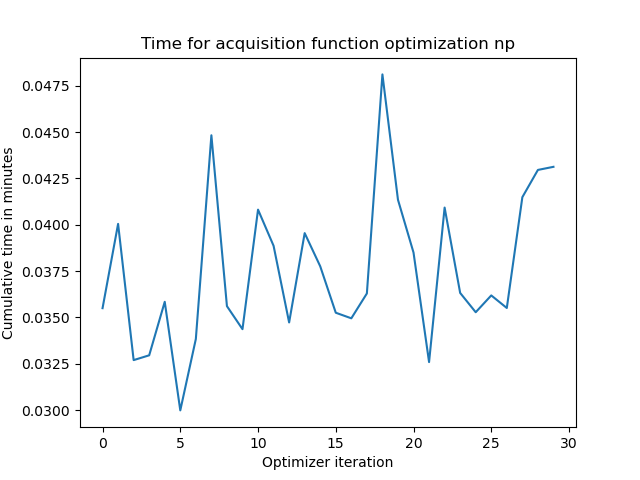 Time for acquisition function optimization np
0.0475
0.0450
0.0425
0.0400
0.0375
0.0350
0.0325
0.0300
Cumulative time in minutes
0 5 10 15 20 25 30
Optimizer iteration